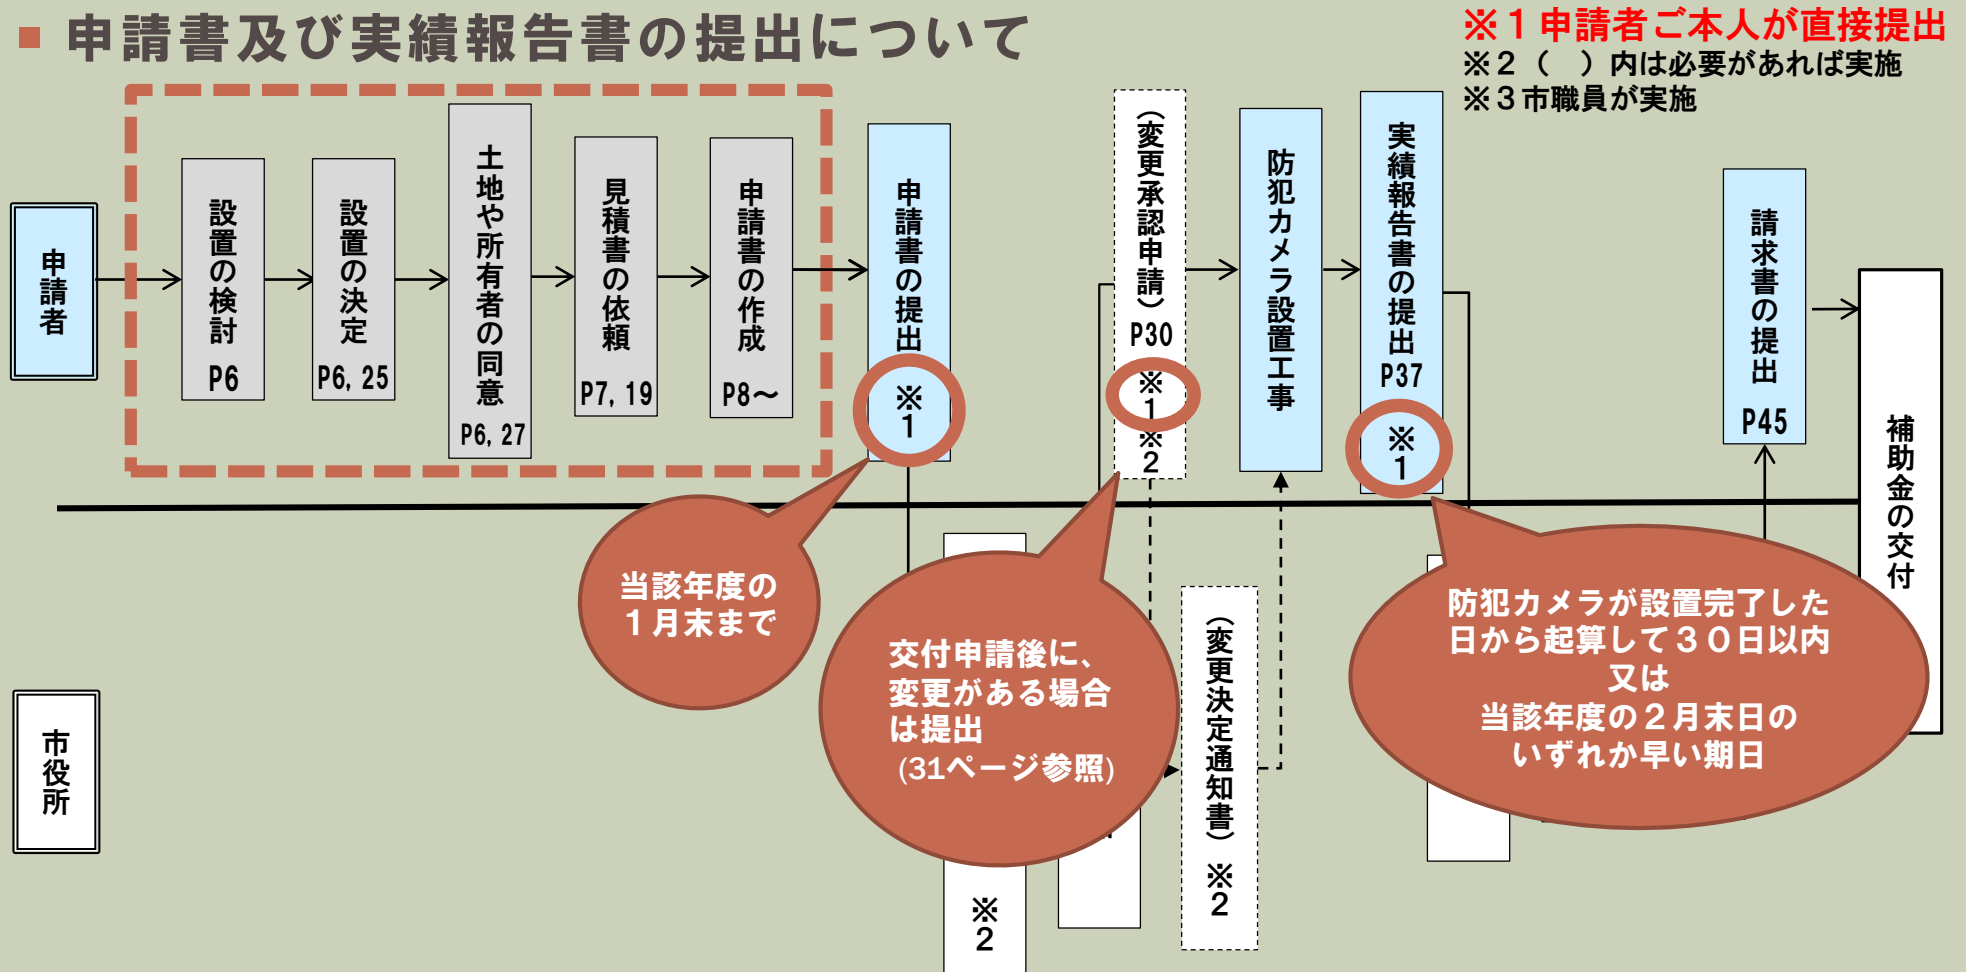 申請書及び実績報告書の提出について
※１申請者ご本人が直接提出
※２（　）内は必要があれば実施
※３市職員が実施
申請者
設置の検討
P6
設置の決定
P6, 25
土地や所有者の同意
P6, 27
見積書の依頼
P7, 19
申請書の作成
P8～
申請書の提出
※1
（変更承認申請）
P30
※1
※2
防犯カメラ設置工事
実績報告書の提出
P37
※1
請求書の提出
P45
補助金の交付
当該年度の
１月末まで
交付申請後に、
変更がある場合
は提出
(31ページ参照)
防犯カメラが設置完了した
日から起算して３０日以内
又は
当該年度の２月末日の
いずれか早い期日
市役所
※2
（変更決定通知書）
※2